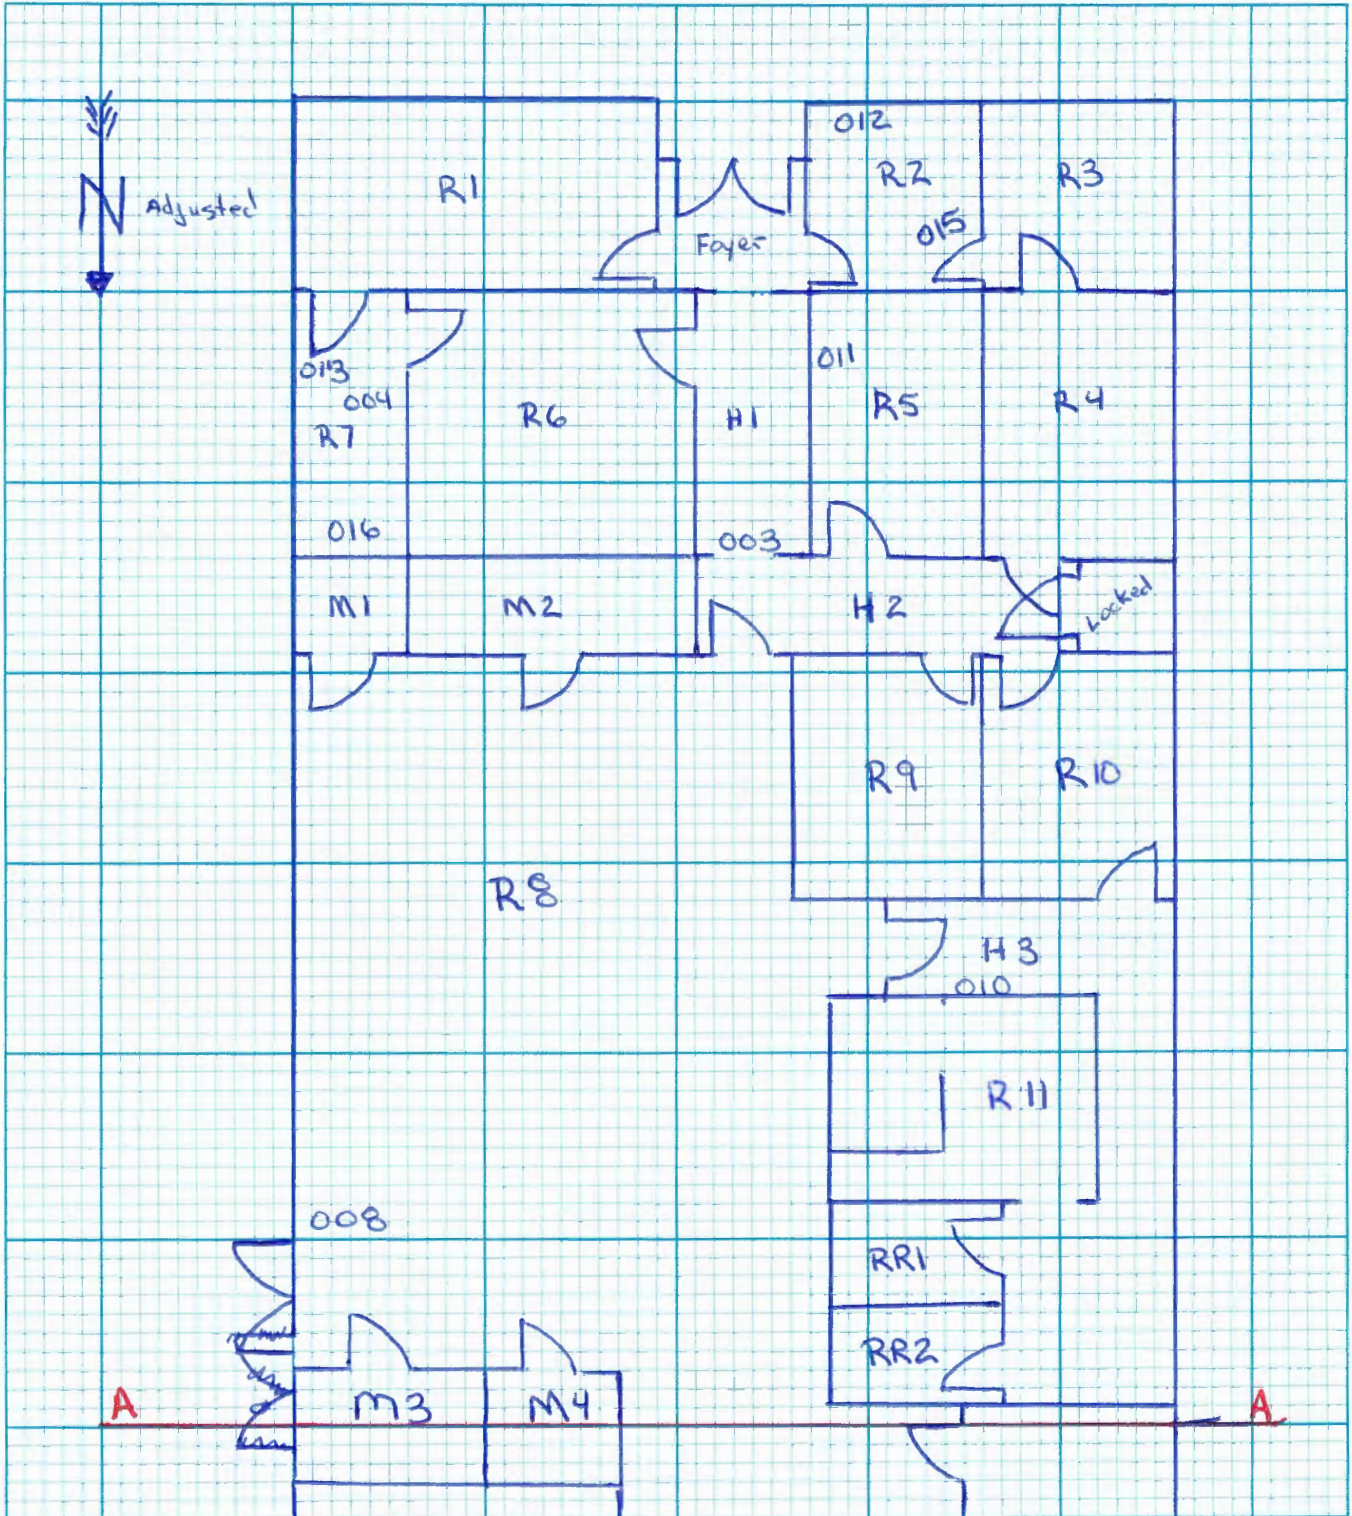 012
R1
R2
R3
N Adjusted
015
Foyer
013
004
011
R7
R6
H1
R5
R4
016
003
M1
M2
H2
Locked
R9
R10
R8
H3
010
R11
008
RR1
RR2
A
M3
M4
A